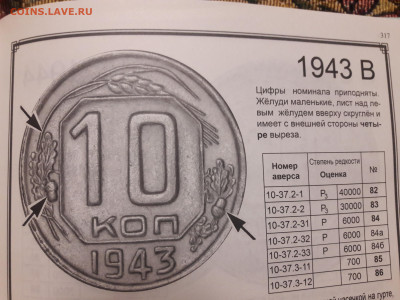 COINS.LAVE.RU
317
1943 В
Цифры номинала приподняты.
Жёлуди маленькие, лист над ле-
вым жёлудем вверху скруглён и
имеет с внешней стороны четы-
ре выреза.
10
КОП
1943
Номер аверса Степень редкости Оценка №
10-37.2-1 Р3 40000 82
10-37.2-2 Р3 30000 83
10-37.2-31 Р 6000 84
10-37.2-32 Р 6000 84а
10-37.2-33 Р 6000 84б
10-37.3-11 700 85
10-37.3-12 700 86
насечкой на гурте,